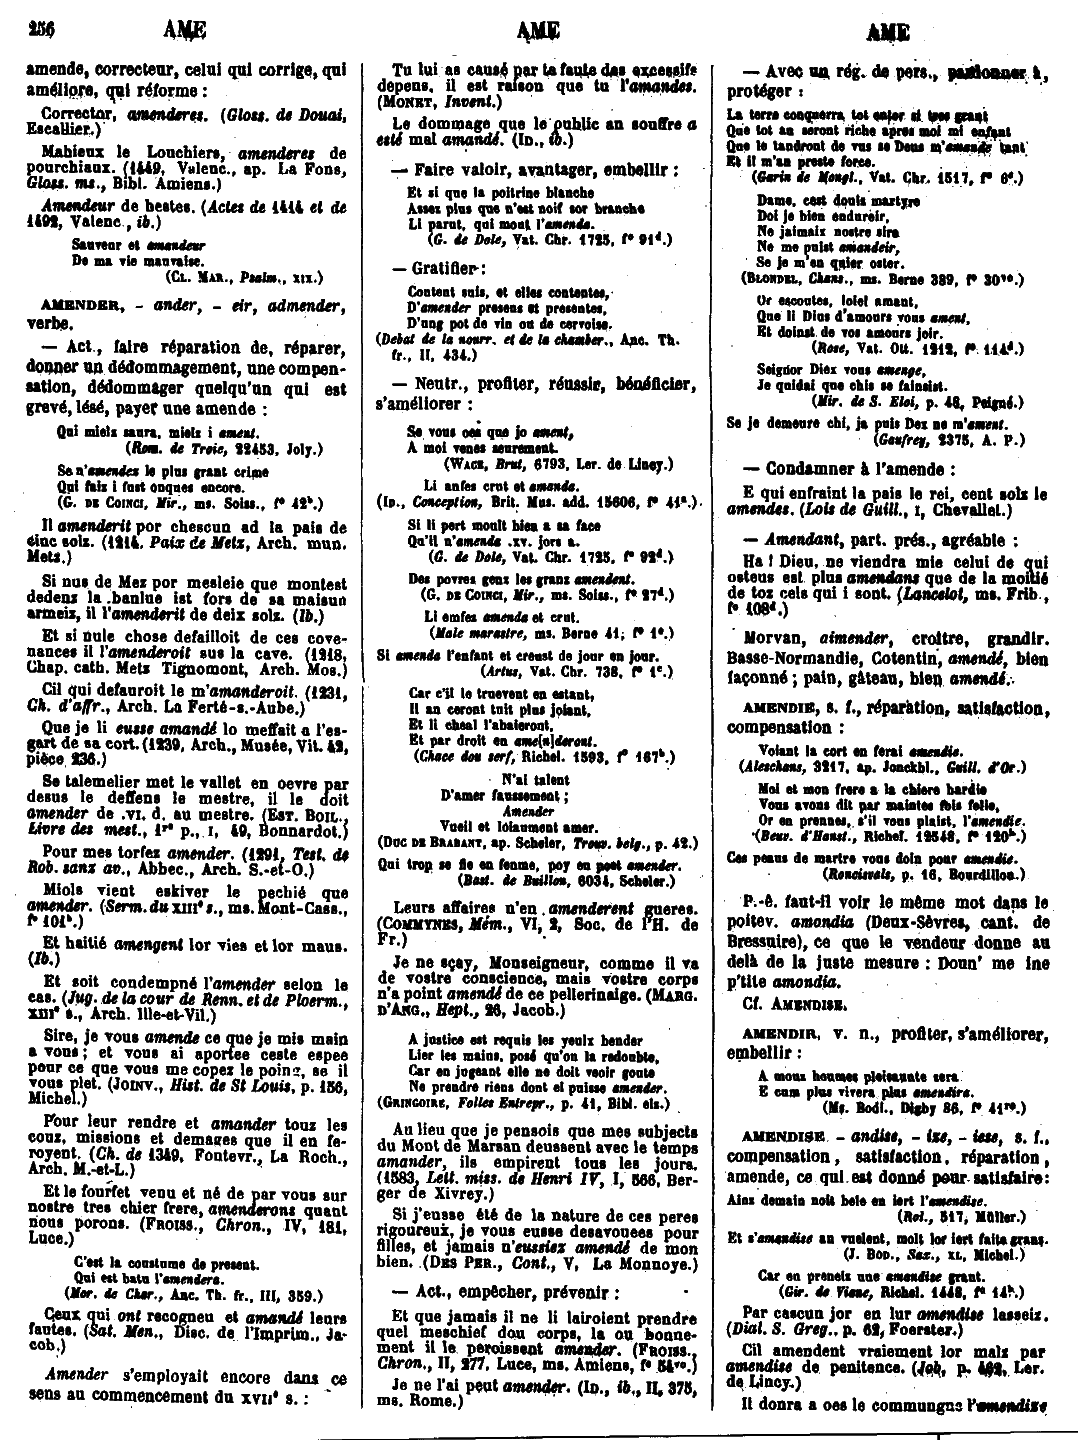 256 AME AME AME
amende, correcteur, celui qui corrige, qui
améliore, qui réforme :
Corrector, amenderes. (Gloss. de Douai,
Escallier.)
Mahieux le Louchiers, amenderes de
pourchiaux. (1449, Valenc., ap. La Fons,
Gloss. ms., Bibl. Amiens.)
Amendeur de bestes. (Actes de 1414 et de
1492, Valenc., ib.)
Sauveur et amendeur
De ma vie mauvaise.
(CL. MAR., Psalm., XIX.)
AMENDER, - ander, - eir, admender,
verbe.
— Act., faire réparation de, réparer,
donner un dédommagement, une compen-
sation, dédommager quelqu'un qui est
grevé, lésé, payer une amende :
Qui mielz saura, mielz i ament.
(Rom. de Troie, 22453, Joly.)
Se n'amendes le plus grant crime
Qui faiz i fust onques encore.
(G. DE COINCI, Mir., ms. Soiss., fº 42ᵇ.)
Il amenderit por chescun ad la pais de
cinc solz. (1214, Paix de Metz, Arch. mun.
Metz.)
Si nus de Mez por mesleie que montest
dedenz la banlue ist fors de sa maisun
armeiz, il l'amenderit de deix solz. (Ib.)
Et si nule chose defailloit de ces cove-
nances il l'amenderoit sus la cave. (1218,
Chap. cath. Metz Tignomont, Arch. Mos.)
Cil qui defauroit le m'amanderoit. (1231,
Ch. d'affr., Arch. La Ferté-s.-Aube.)
Que je li eusse amandé lo meffait a l'es-
gart de sa cort. (1239, Arch., Musée, Vit. 42,
pièce 236.)
Se talemelier met le vallet en oevre par
desus le deffens le mestre, il le doit
amender de .VI. d. au mestre. (EST. BOIL.,
Livre des mest., 1ʳᵉ p., I, 49, Bonnardot.)
Pour mes torfez amender. (1291, Test. de
Rob. sanz av., Abbec., Arch. S.-et-O.)
Miols vient eskiver le pechié que
amender. (Serm. du XIIIᵉ s., ms. Mont-Cass.,
fº 101ᵇ.)
Et haitié amengent lor vies et lor maus.
(Ib.)
Et soit condempné l'amender selon le
cas. (Jug. de la cour de Renn. et de Ploerm.,
XIIIᵉ s., Arch. Ille-et-Vil.)
Sire, je vous amende ce que je mis main
a vous ; et vous ai aportee ceste espee
pour ce que vous me copez le poing, se il
vous plet. (JOINV., Hist. de St Louis, p. 156,
Michel.)
Pour leur rendre et amander touz les
couz, missions et demages que il en fe-
royent. (Ch. de 1349, Fontevr., La Roch.,
Arch. M.-et-L.)
Et le fourfet venu et né de par vous sur
nostre tres chier frere, amenderons quant
nous porons. (FROISS., Chron., IV, 181,
Luce.)
C'est la constume de present.
Qui est batu l'amendera.
(Mor. de Char., Anc. Th. fr., III, 359.)
Ceux qui ont recogneu et amandé leurs
fautes. (Sat. Men., Disc. de l'Imprim., Ja-
cob.)
Amender s'employait encore dans ce
sens au commencement du XVIIᵉ s. :
Tu lui as causé par ta faute des excessifs
depens, il est raison que tu l'amandes.
(MONET, Invent.)
Le dommage que le public an souffre a
esté mal amandé. (ID., ib.)
— Faire valoir, avantager, embellir :
Et si que la poitrine blanche
Assez plus que n'est noif sor branche
Li parut, qui mout l'amenda.
(G. de Dole, Vat. Chr. 1725, fº 91ᵈ.)
— Gratifier :
Content suis, et elles contentes,
D'amender presens et presentes,
D'ung pot de vin ou de cervoise.
(Debat de la nourr. et de la chamber., Anc. Th.
fr., II, 434.)
— Neutr., profiter, réussir, bénéficier,
s'améliorer :
Se vous oes que jo ament,
A moi venes seurement.
(WACE, Brut, 6793, Ler. de Lincy.)
Li anfes crut et amenda.
(ID., Conception, Brit. Mus. add. 15606, fº 41ᵃ.)
Si li pert moult bien a sa face
Qu'il n'amenda .XV. jors a.
(G. de Dole, Vat. Chr. 1725, fº 92ᵈ.)
Des povres genz les granz amendent.
(G. DE COINCI, Mir., ms. Soiss., fº 27ᵈ.)
Li emfes amenda et crut.
(Male marastre, ms. Berne 41, fº 1ᵉ.)
Si amenda l'enfant et creust de jour en jour.
(Artus, Vat. Chr. 738, fº 1ᶜ.)
Car c'il le truevent en estant,
Il an ceront tuit plus joiant,
Et li cheal l'abaieront,
Et par droit en ame[n]deront.
(Chace dou serf, Richel. 1593, fº 167ᵇ.)
N'ai talent
D'amer faussement ;
Amender
Vueil et loiaument amer.
(DUC DE BRABANT, ap. Scheler, Trouv. belg., p. 42.)
Qui trop se fie en feme, poy en poet amender.
(Bast. de Buillon, 6034, Scheler.)
Leurs affaires n'en amenderent gueres.
(COMMYNES, Mém., VI, 2, Soc. de l'H. de
Fr.)
Je ne sçay, Monseigneur, comme il va
de vostre conscience, mais vostre corps
n'a point amendé de ce pellerinaige. (MARG.
D'ANG., Hept., 26, Jacob.)
A justice est requis les yeulx bender
Lier les mains, posé qu'on la redoubte,
Car en jugeant elle ne doit veoir goute
Ne prendre riens dont el puisse amender.
(GRINGOIRE, Folles Entrepr., p. 41, Bibl. elz.)
Au lieu que je pensois que mes subjects
du Mont de Marsan deussent avec le temps
amander, ils empirent tous les jours.
(1583, Lett. miss. de Henri IV, I, 566, Ber-
ger de Xivrey.)
Si j'eusse été de la nature de ces peres
rigoureux, je vous eusse desavouees pour
filles, et jamais n'eussiez amendé de mon
bien. (DES PER., Cont., V, La Monnoye.)
— Act., empêcher, prévenir :
Et que jamais il ne li lairoient prendre
quel meschief dou corps, la ou bonne-
ment il le peroissent amender. (FROISS.,
Chron., II, 277, Luce, ms. Amiens, fº 54ᵛᵒ.)
Je ne l'ai peut amender. (ID., ib., II, 375,
ms. Rome.)
— Avec un rég. de pers., pardonner à,
protéger :
La terre conquerra, tot enjor si tres grant
Que tot an seront riche apres moi mi enfant
Que le tandront de vus se Deus m'amande tant
Et il m'an preste force.
(Garin de Mongl., Vat. Chr. 1517, fº 6ᵈ.)
Dame, cest douls martyre
Doi je bien endureir,
Ne jaimaix nostre sire
Ne me puist amandeir,
Se je m'en quier oster.
(BLONDEL, Chans., ms. Berne 389, fº 30ᵛᵒ.)
Or escoutes, loiel amant,
Que li Dius d'amours vous ament,
Et doinst de vos amours joir.
(Rose, Vat. Ott. 1212, fº 114ᵈ.)
Seignor Diex vous amenge,
Je quidai que chis se fainsist.
(Mir. de S. Eloi, p. 48, Peigné.)
Se je demeure chi, ja puis Dez ne m'ament.
(Gaufrey, 2375, A. P.)
— Condamner à l'amende :
E qui enfraint la pais le rei, cent solz le
amendes. (Lois de Guill., I, Chevallet.)
— Amendant, part. prés., agréable :
Ha ! Dieu, ne viendra mie celui de qui
osteus est plus amendans que de la moitié
de toz cels qui i sont. (Lancelot, ms. Frib.,
fº 108ᵈ.)
Morvan, aimender, croître, grandir.
Basse-Normandie, Cotentin, amendé, bien
façonné ; pain, gâteau, bien amendé.
AMENDIE, s. f., réparation, satisfaction,
compensation :
Voiant la cort en ferai amendie.
(Aleschans, 3217, ap. Jonckbl., Guill. d'Or.)
Moi et mon frere a la chiere hardie
Vous avons dit par maintes fois folie,
Or en prennes, s'il vous plaist, l'amendie.
(Beuv. d'Hanst., Richel. 12548, fº 120ᵇ.)
Ces peaus de martre vous doin pour amendie.
(Roncisvals, p. 16, Bourdillon.)
P.-ê. faut-il voir le même mot dans le
poitev. amondia (Deux-Sèvres, cant. de
Bressuire), ce que le vendeur donne au
delà de la juste mesure : Doun' me ine
p'tite amondia.
Cf. AMENDISE.
AMENDIR, v. n., profiter, s'améliorer,
embellir :
A mouz houmes pleisaunte sera
E cum plus vivera plus amendira.
(Ms. Bodl., Digby 86, fº 41ʳᵒ.)
AMENDISE - andise, - ize, - iese, s. f.,
compensation, satisfaction, réparation,
amende, ce qui est donné pour satisfaire :
Ainz demain noit bele en iert l'amendise.
(Rol., 517, Müller.)
Et s'amendise an vuelent, molt lor iert faite granz.
(J. BOD., Sax., XL, Michel.)
Car en preneiz une amendise grant.
(Gir. de Viane, Richel. 1448, fº 14ᵇ.)
Par cascun jor en lur amendise lasseiz.
(Dial. S. Greg., p. 62, Foerster.)
Cil amendent vraiement lor malz par
amendise de penitence. (Job, p. 492, Ler.
de Lincy.)
Il donra a oes le commungne l'amendise